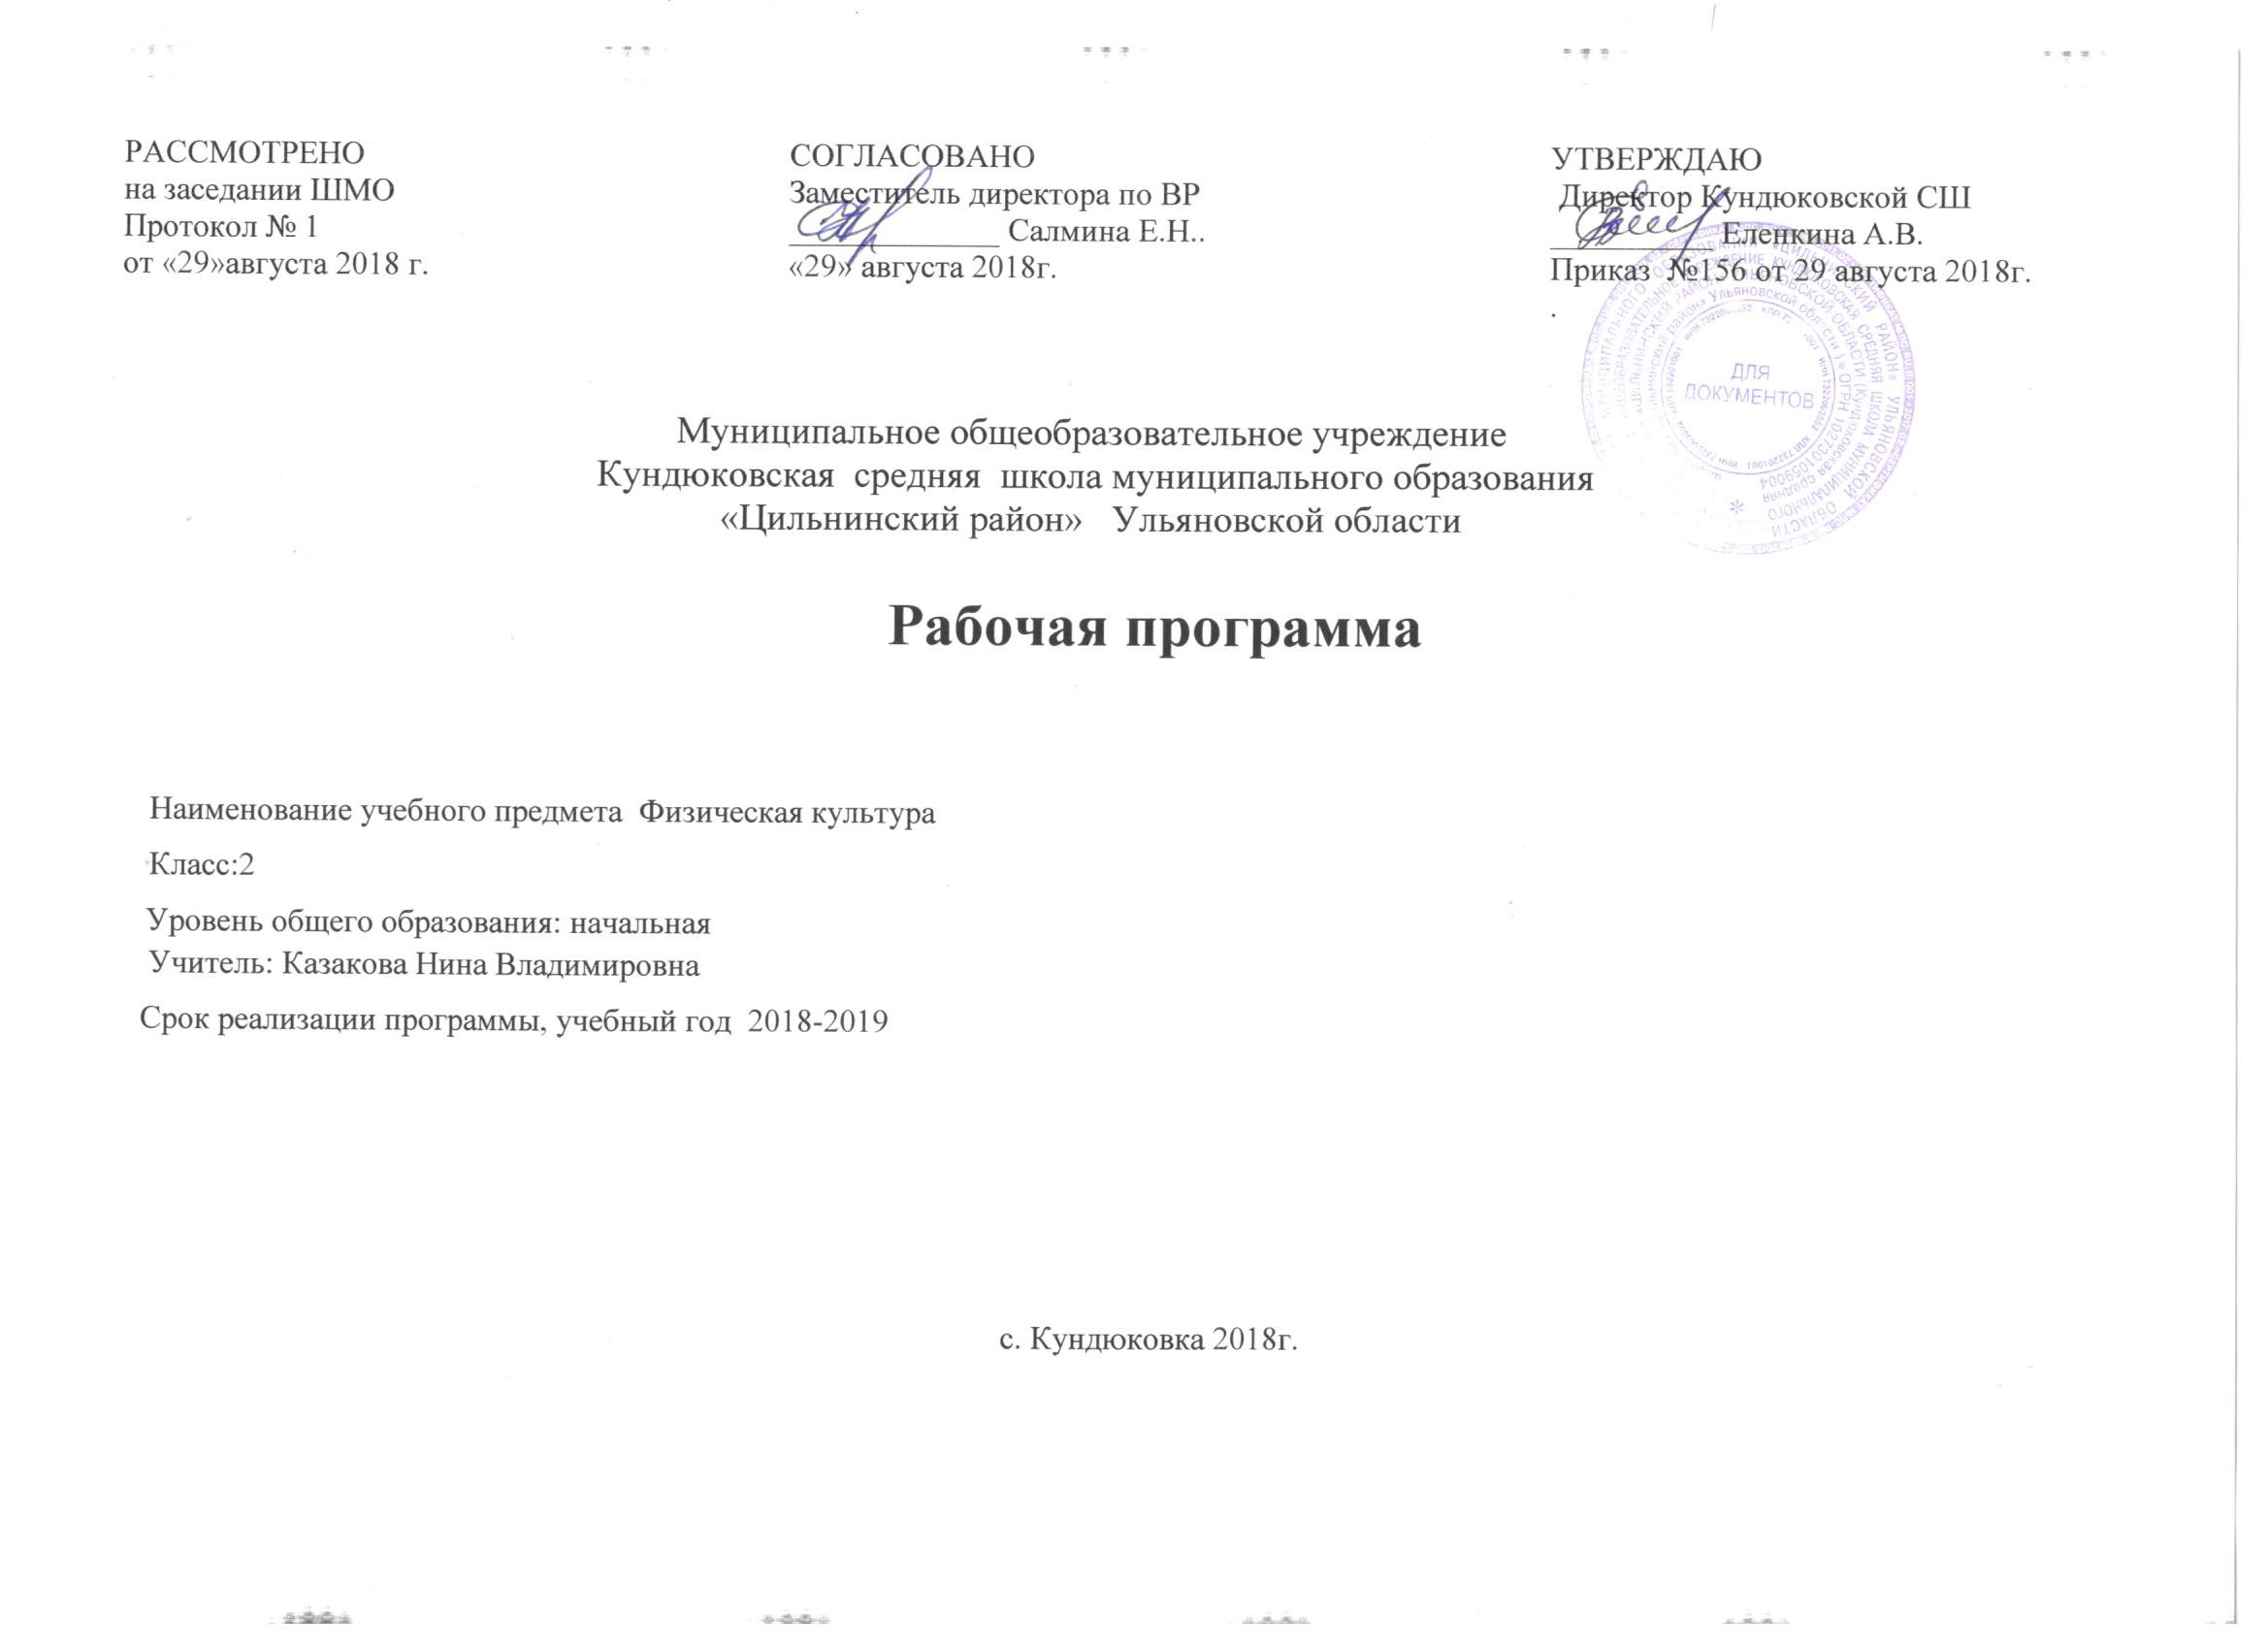 РАССМОТРЕНО
на заседании ШМО
Протокол № 1
от «29»августа 2018 г.
СОГЛАСОВАНО
Заместитель директора по ВР
_____________ Салмина Е.Н..
«29» августа 2018г.
УТВЕРЖДАЮ
Директор Кундюковской СШ
__________ Еленкина А.В.
Приказ №156 от 29 августа 2018г.
.
ДЛЯ
ДОКУМЕНТОВ
Муниципальное общеобразовательное учреждение
Кундюковская средняя школа муниципального образования
«Цильнинский район» Ульяновской области
Рабочая программа
Наименование учебного предмета Физическая культура
Класс:2
Уровень общего образования: начальная
Учитель: Казакова Нина Владимировна
Срок реализации программы, учебный год 2018-2019
с. Кундюковка 2018г.